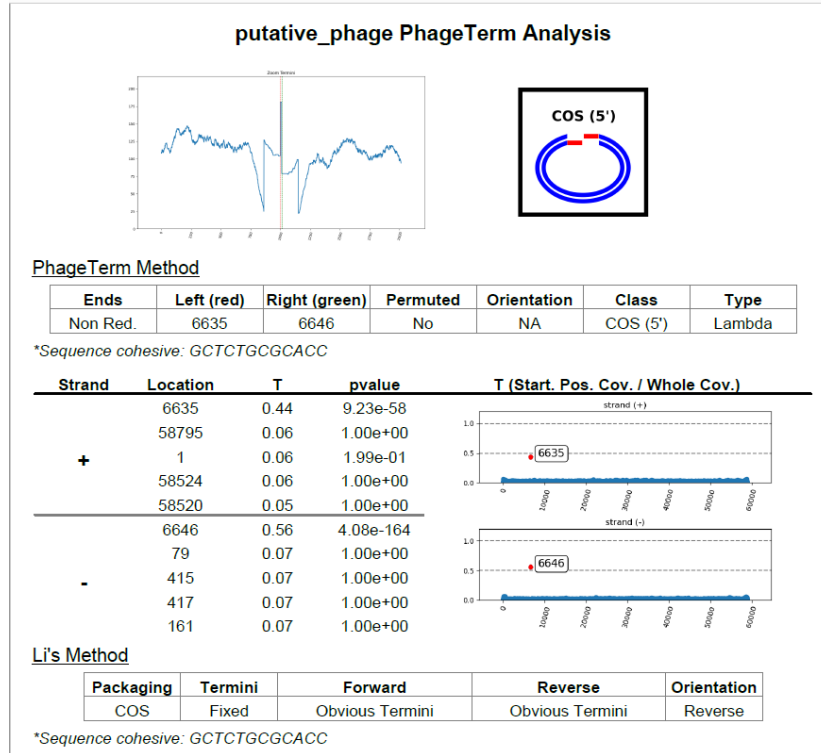 putative_phage PhageTerm Analysis
Zoom Termini
COS (5')
PhageTerm Method
Ends Left (red) Right (green) Permuted Orientation Class Type
Non Red. 6635 6646 No NA COS (5') Lambda
*Sequence cohesive: GCTCTGCGCACC
Strand Location T pvalue T (Start. Pos. Cov. / Whole Cov.)
+
6635 0.44 9.23e-58
58795 0.06 1.00e+00
1 0.06 1.99e-01
58524 0.06 1.00e+00
58520 0.05 1.00e+00
strand (+)
1.0
0.5
0.0
6635
0 10000 20000 30000 40000 50000 60000
-
6646 0.56 4.08e-164
79 0.07 1.00e+00
415 0.07 1.00e+00
417 0.07 1.00e+00
161 0.07 1.00e+00
strand (-)
1.0
0.5
0.0
6646
0 10000 20000 30000 40000 50000 60000
Li's Method
Packaging Termini Forward Reverse Orientation
COS Fixed Obvious Termini Obvious Termini Reverse
*Sequence cohesive: GCTCTGCGCACC